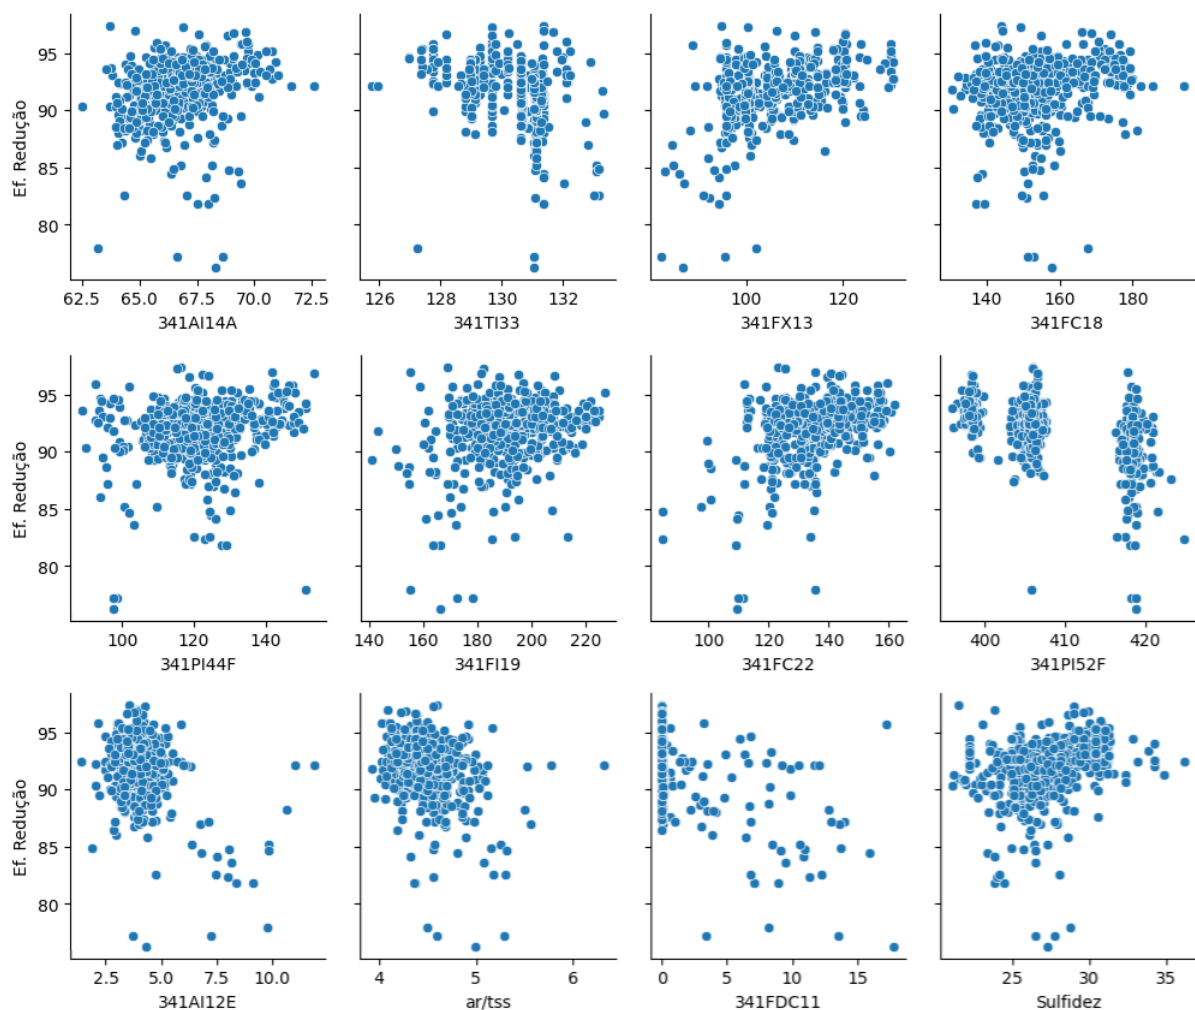 95
90
85
80
Ef. Redução
62.5 65.0 67.5 70.0 72.5
341AI14A
126 128 130 132
341TI33
100 120
341FX13
140 160 180
341FC18
95
90
85
80
Ef. Redução
100 120 140
341PI44F
140 160 180 200 220
341FI19
100 120 140 160
341FC22
400 410 420
341PI52F
95
90
85
80
Ef. Redução
2.5 5.0 7.5 10.0
341AI12E
4 5 6
ar/tss
0 5 10 15
341FDC11
25 30 35
Sulfidez